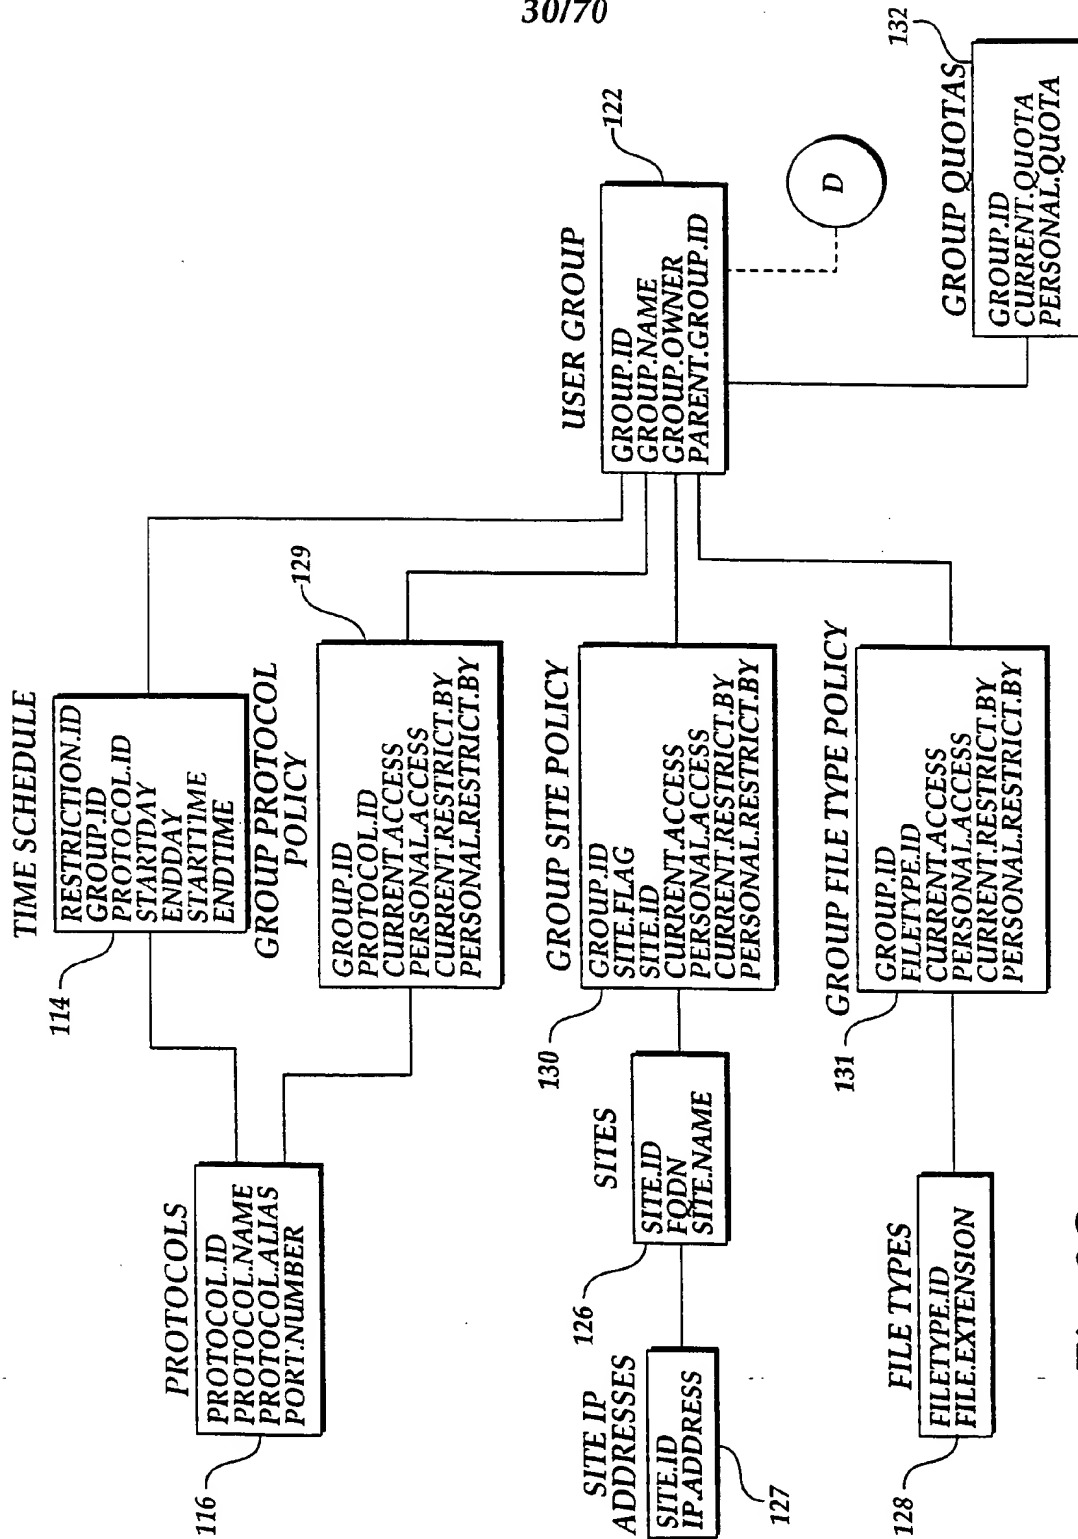 30/70
TIME SCHEDULE
RESTRICTION.ID
GROUP.ID
PROTOCOL.ID
STARTDAY
ENDDAY
STARTTIME
ENDTIME
114
PROTOCOLS
PROTOCOL.ID
PROTOCOL.NAME
PROTOCOL.ALIAS
PORT.NUMBER
116
GROUP PROTOCOL
POLICY
129
GROUP.ID
PROTOCOL.ID
CURRENT.ACCESS
PERSONAL.ACCESS
CURRENT.RESTRICT.BY
PERSONAL.RESTRICT.BY
USER GROUP
122
GROUP.ID
GROUP.NAME
GROUP.OWNER
PARENT.GROUP.ID
D
SITE IP
ADDRESSES
SITE.ID
IP.ADDRESS
127
SITES
126
SITE.ID
FQDN
SITE.NAME
GROUP SITE POLICY
130
GROUP.ID
SITE.FLAG
SITE.ID
CURRENT.ACCESS
PERSONAL.ACCESS
CURRENT.RESTRICT.BY
PERSONAL.RESTRICT.BY
FILE TYPES
FILETYPE.ID
FILE.EXTENSION
128
GROUP FILE TYPE POLICY
131
GROUP.ID
FILETYPE.ID
CURRENT.ACCESS
PERSONAL.ACCESS
CURRENT.RESTRICT.BY
PERSONAL.RESTRICT.BY
GROUP QUOTAS
132
GROUP.ID
CURRENT.QUOTA
PERSONAL.QUOTA